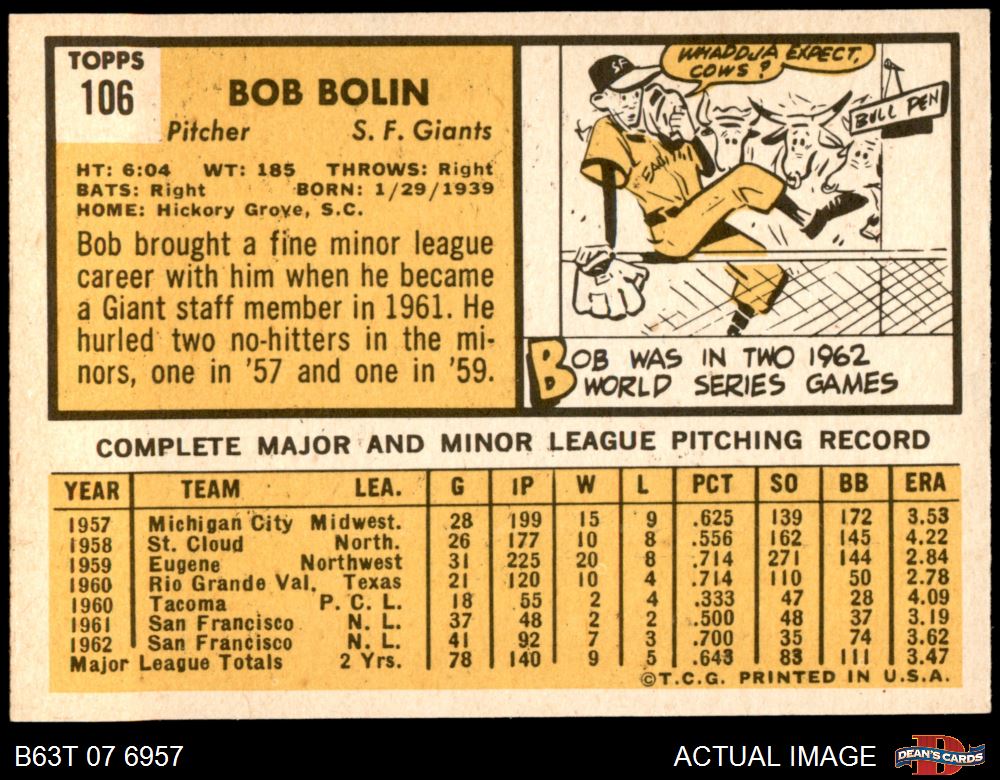 TOPPS
106
BOB BOLIN
Pitcher S. F. Giants
HT: 6:04 WT: 185 THROWS: Right
BATS: Right BORN: 1/29/1939
HOME: Hickory Grove, S.C.
Bob brought a fine minor league
career with him when he became
a Giant staff member in 1961. He
hurled two no-hitters in the mi-
nors, one in '57 and one in '59.
WHADDJA EXPECT,
COWS?
SF
BULL PEN
BOB WAS IN TWO 1962
WORLD SERIES GAMES
COMPLETE MAJOR AND MINOR LEAGUE PITCHING RECORD
YEAR TEAM LEA. G IP W L PCT SO BB ERA
1957 Michigan City Midwest. 28 199 15 9 .625 139 172 3.53
1958 St. Cloud North. 26 177 10 8 .556 162 145 4.22
1959 Eugene Northwest 31 225 20 8 .714 271 144 2.84
1960 Rio Grande Val. Texas 21 120 10 4 .714 110 50 2.78
1960 Tacoma P. C. L. 18 55 2 4 .333 47 28 4.09
1961 San Francisco N. L. 37 48 2 2 .500 48 37 3.19
1962 San Francisco N. L. 41 92 7 3 .700 35 74 3.62
Major League Totals 2 Yrs. 78 140 9 5 .643 83 111 3.47
©T.C.G. PRINTED IN U.S.A.
B63T 07 6957 ACTUAL IMAGE
DEAN'S CARDS